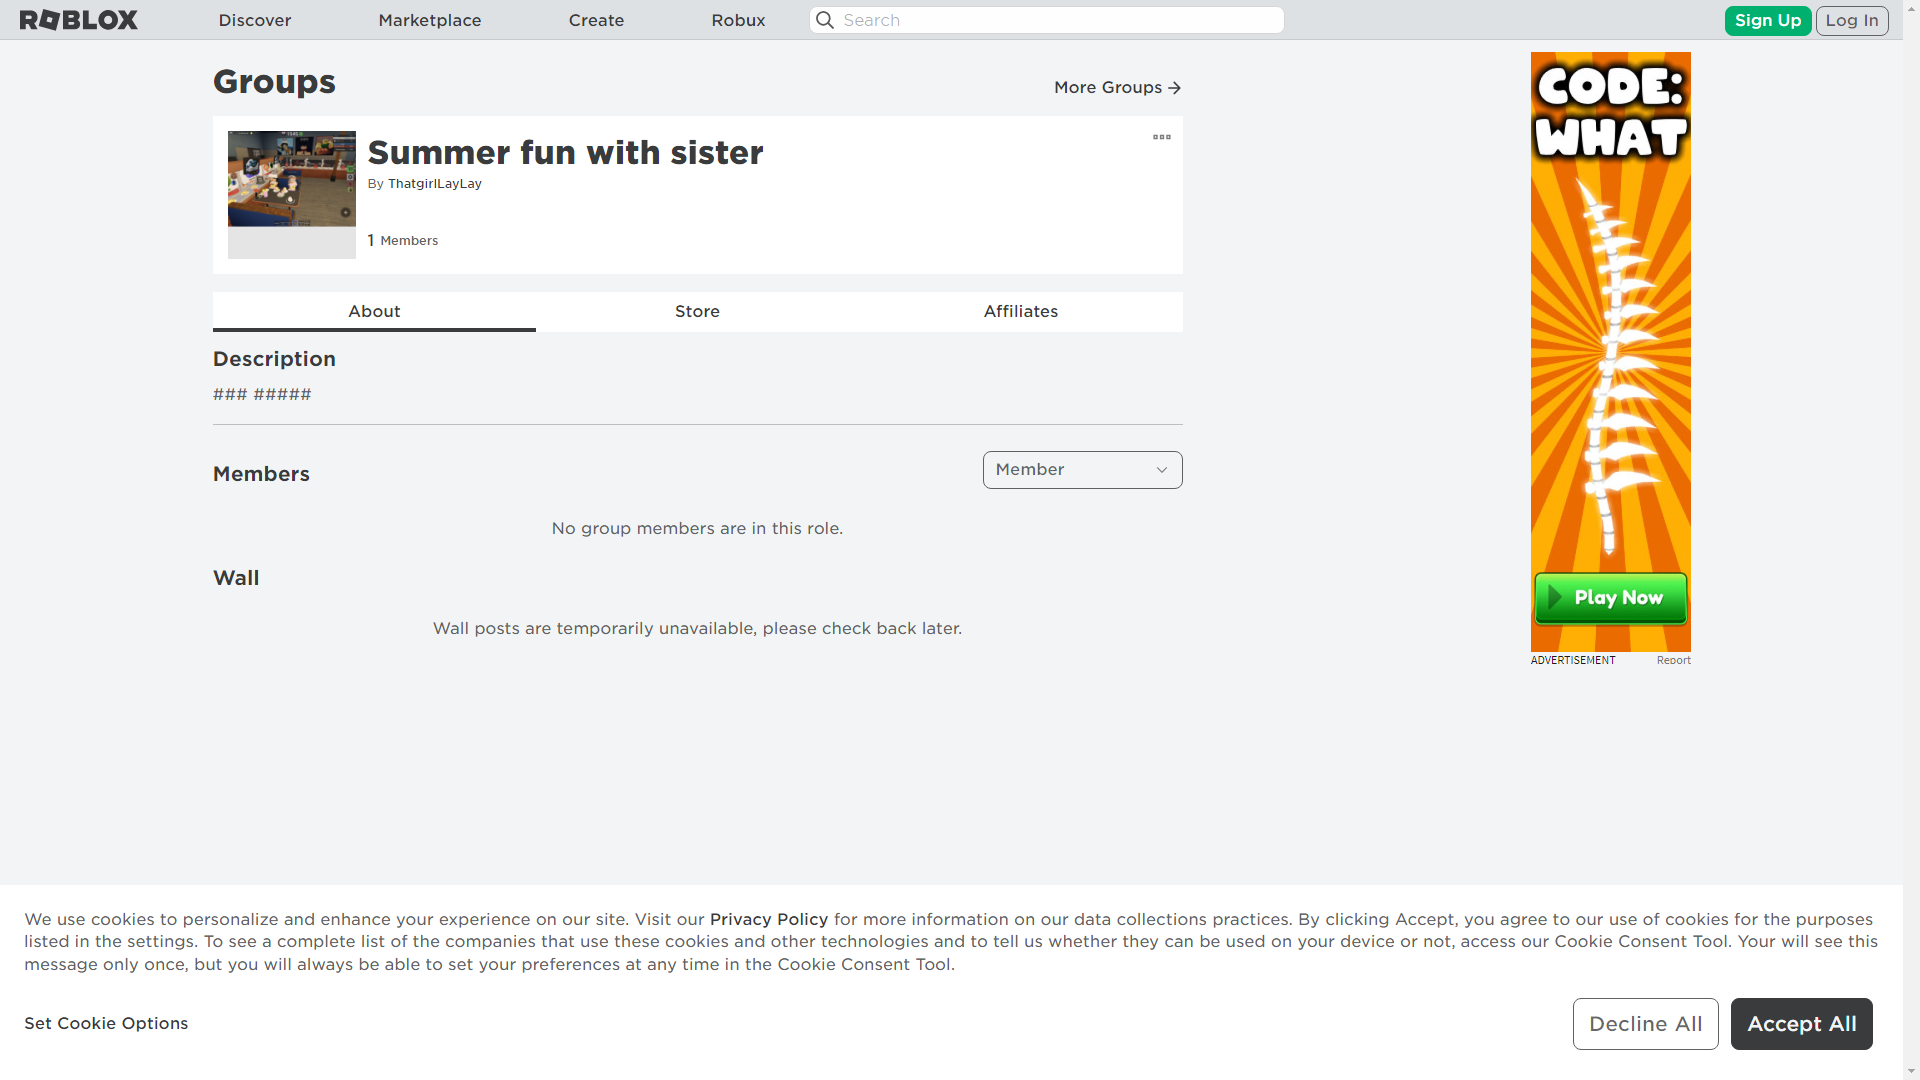 ROBLOX
Discover
Marketplace
Create
Robux
Search
Sign Up
Log In
Groups
More Groups
Summer fun with sister
By ThatgirlLayLay
1 Members
About
Store
Affiliates
Description
### #####
Members
Member
No group members are in this role.
Wall
Wall posts are temporarily unavailable, please check back later.
CODE:
WHAT
Play Now
ADVERTISEMENT
Report
We use cookies to personalize and enhance your experience on our site. Visit our Privacy Policy for more information on our data collections practices. By clicking Accept, you agree to our use of cookies for the purposes
listed in the settings. To see a complete list of the companies that use these cookies and other technologies and to tell us whether they can be used on your device or not, access our Cookie Consent Tool. Your will see this
message only once, but you will always be able to set your preferences at any time in the Cookie Consent Tool.
Set Cookie Options
Decline All
Accept All